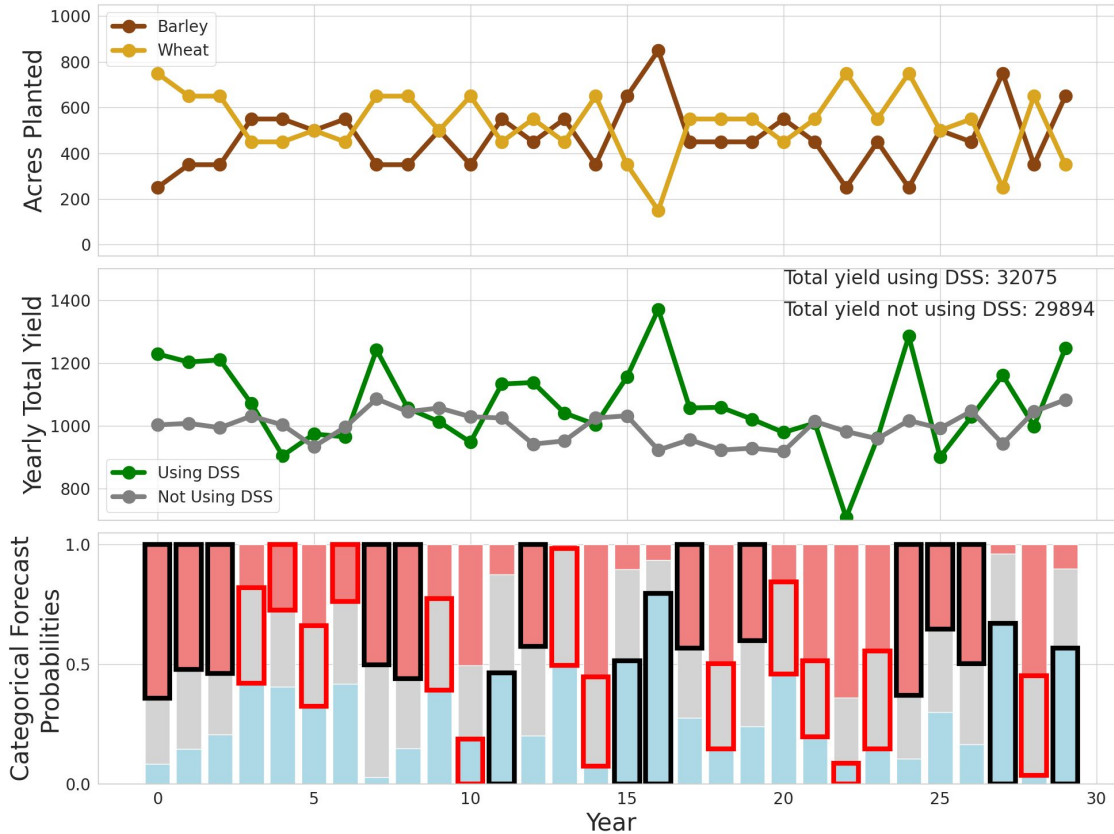 Acres Planted
1000
800
600
400
200
0
Barley
Wheat
Yearly Total Yield
1400
1200
1000
800
Total yield using DSS: 32075
Total yield not using DSS: 29894
Using DSS
Not Using DSS
Categorical Forecast
Probabilities
1.0
0.5
0.0
0 5 10 15 20 25 30
Year